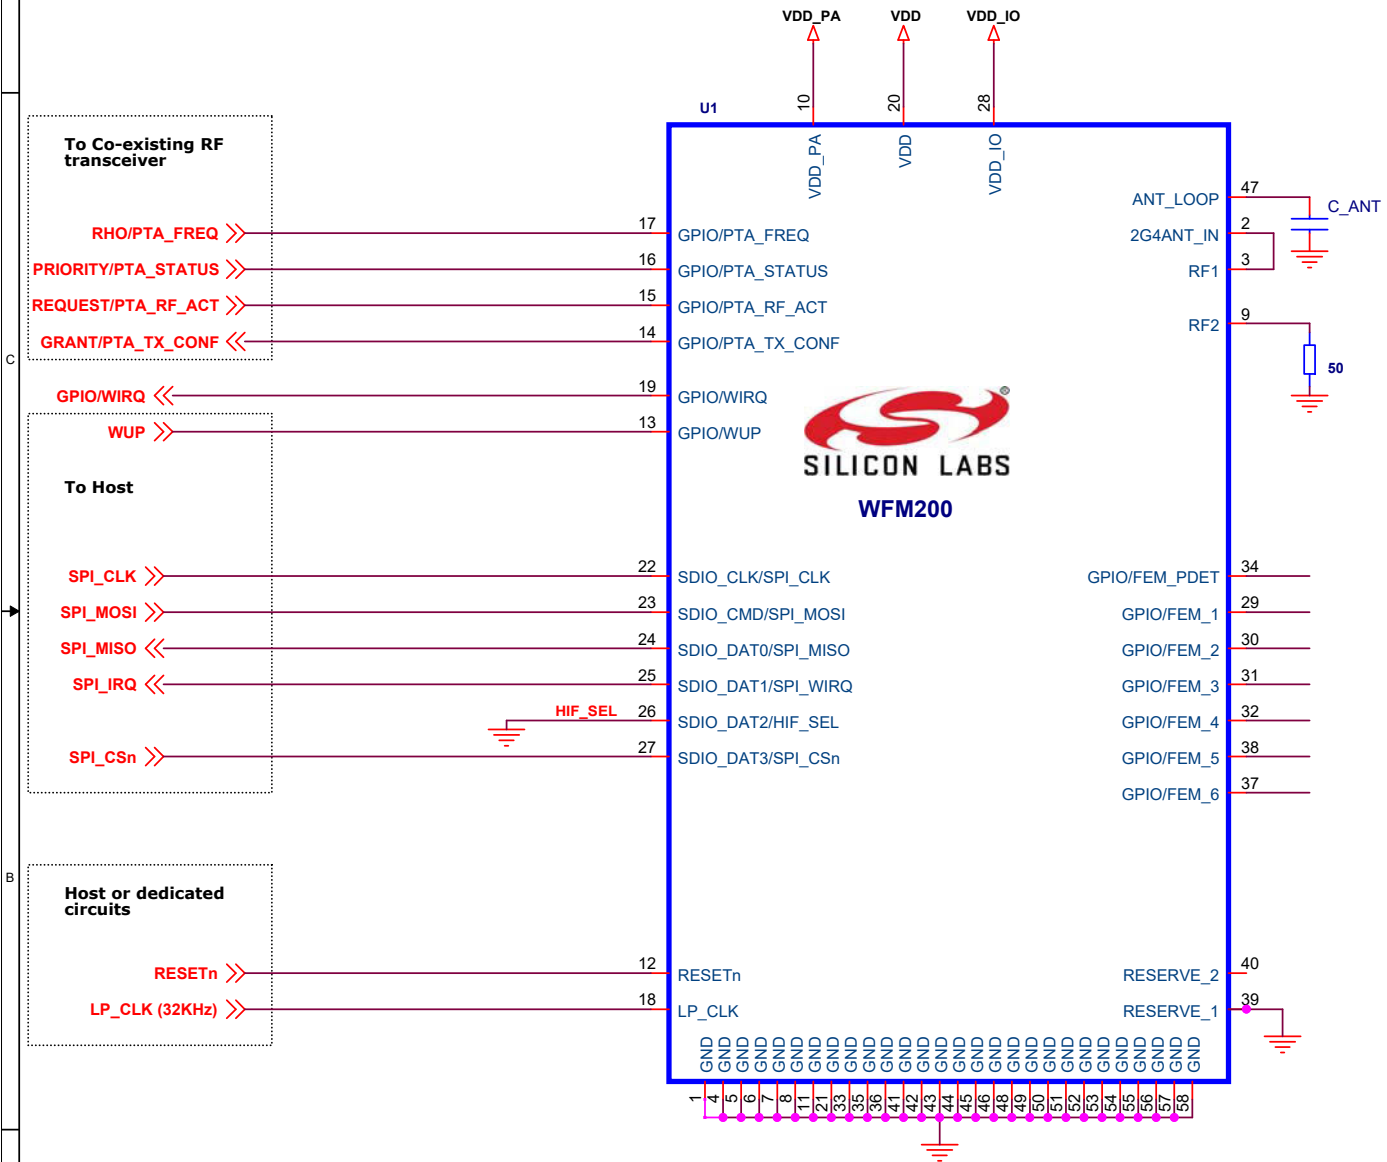 VDD_PA VDD VDD_IO
U1
10 20 28
VDD_PA VDD VDD_IO
To Co-existing RF
transceiver
RHO/PTA_FREQ 17 GPIO/PTA_FREQ
PRIORITY/PTA_STATUS 16 GPIO/PTA_STATUS
REQUEST/PTA_RF_ACT 15 GPIO/PTA_RF_ACT
GRANT/PTA_TX_CONF 14 GPIO/PTA_TX_CONF
GPIO/WIRQ 19 GPIO/WIRQ
WUP 13 GPIO/WUP
ANT_LOOP 47 C_ANT
2G4ANT_IN 2
RF1 3
RF2 9
50
®
SILICON LABS
WFM200
C
To Host
SPI_CLK 22 SDIO_CLK/SPI_CLK
SPI_MOSI 23 SDIO_CMD/SPI_MOSI
SPI_MISO 24 SDIO_DAT0/SPI_MISO
SPI_IRQ 25 SDIO_DAT1/SPI_WIRQ
HIF_SEL 26 SDIO_DAT2/HIF_SEL
SPI_CSn 27 SDIO_DAT3/SPI_CSn
GPIO/FEM_PDET 34
GPIO/FEM_1 29
GPIO/FEM_2 30
GPIO/FEM_3 31
GPIO/FEM_4 32
GPIO/FEM_5 38
GPIO/FEM_6 37
B
Host or dedicated
circuits
RESETn 12 RESETn
LP_CLK (32KHz) 18 LP_CLK
RESERVE_2 40
RESERVE_1 39
GND GND GND GND GND GND GND GND GND GND GND GND GND GND GND GND GND GND GND GND GND GND GND GND GND GND GND GND
1 4 5 6 7 8 11 21 33 35 36 41 42 43 44 45 46 48 49 50 51 52 53 54 55 56 57 58